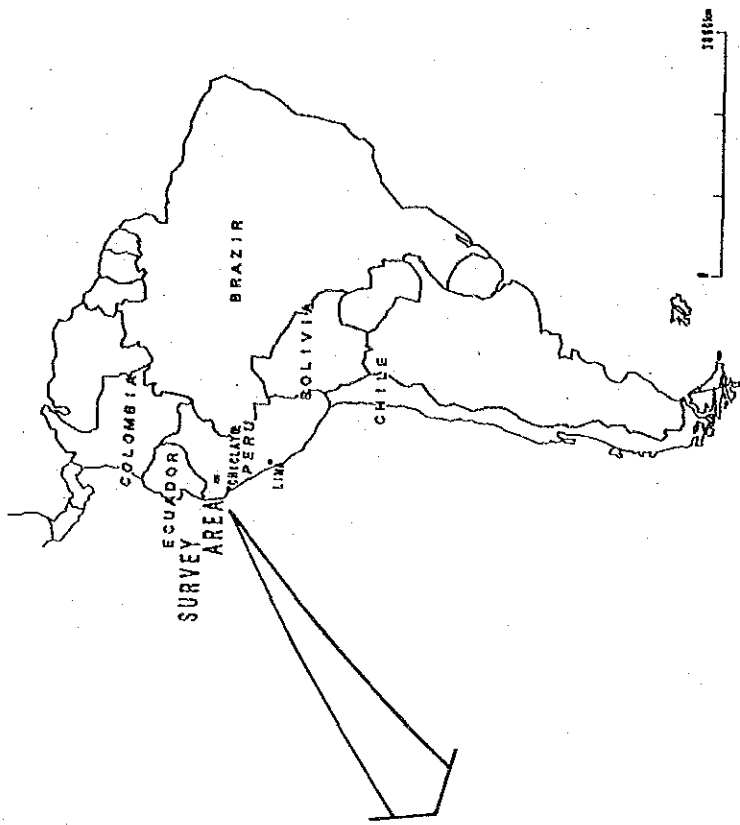 COLOMBIA
ECUADOR
SURVEY
AREA
CHICLAYO
PERU
LIMA
BRAZIR
BOLIVIA
CHILE